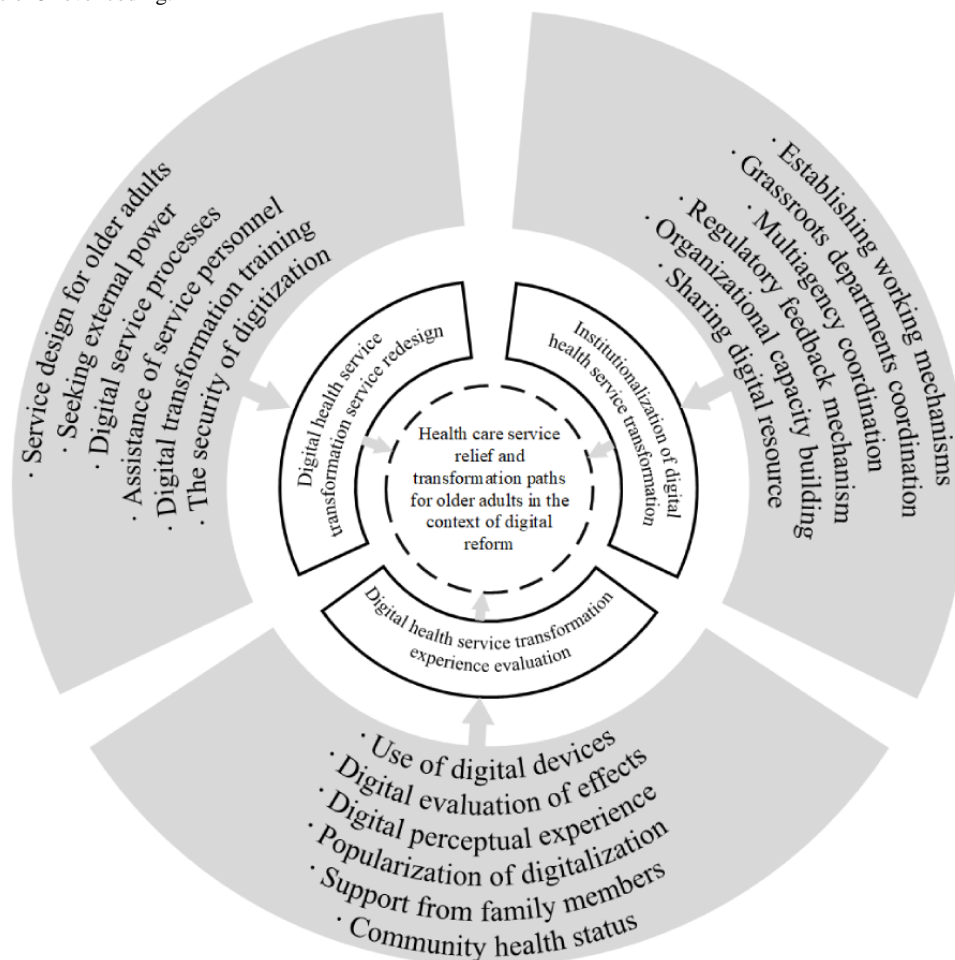 · Service design for older adults
· Seeking external power
· Digital service processes
· Assistance of service personnel
· Digital transformation training
· The security of digitization
Digital health service
transformation service redesign
· Establishing working mechanisms
· Grassroots departments coordination
· Multiagency coordination
· Regulatory feedback mechanism
· Organizational capacity building
· Sharing digital resource
Institutionalization of digital
health service transformation
Health care service
relief and
transformation paths
for older adults in the
context of digital
reform
Digital health service transformation
experience evaluation
· Use of digital devices
· Digital evaluation of effects
· Digital perceptual experience
· Popularization of digitalization
· Support from family members
· Community health status